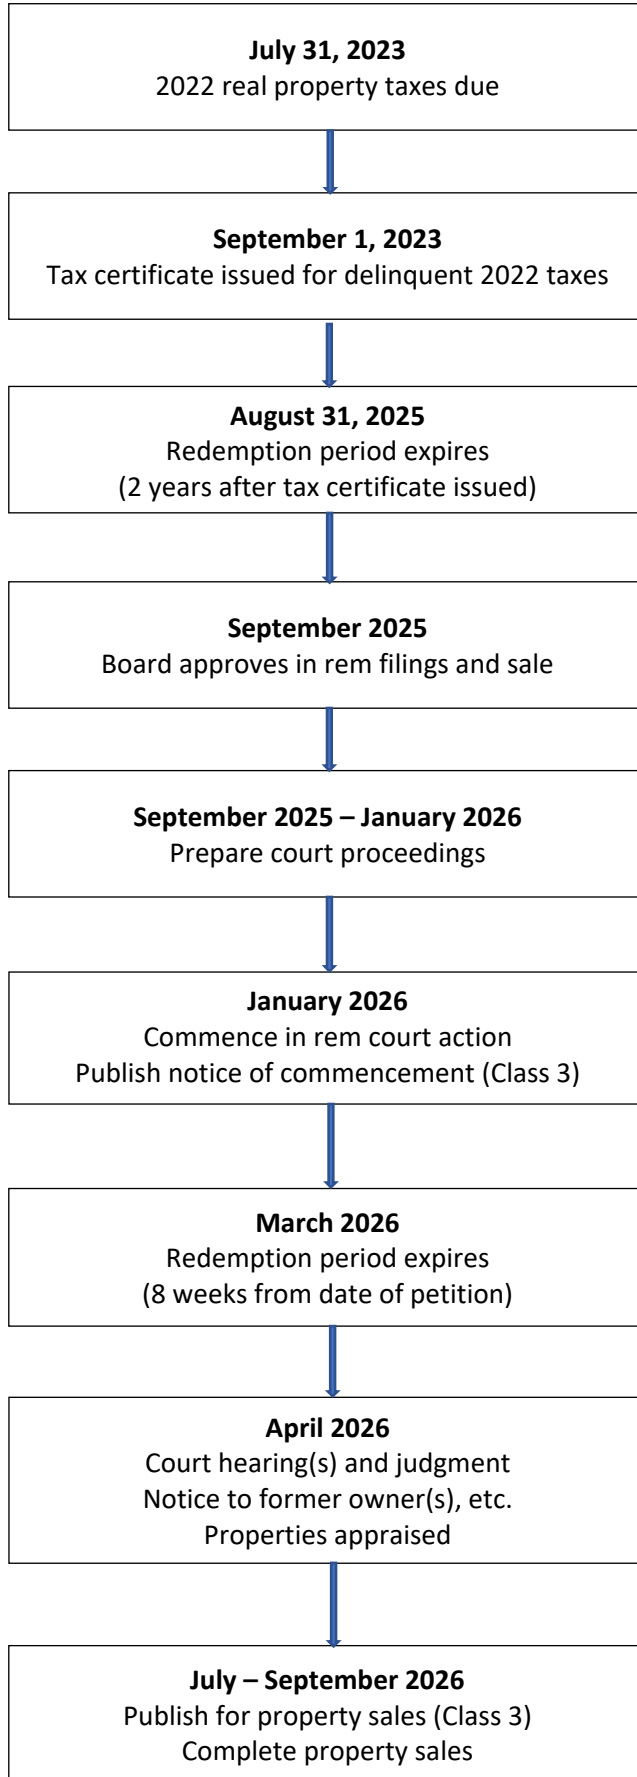 July 31, 2023
2022 real property taxes due
September 1, 2023
Tax certificate issued for delinquent 2022 taxes
August 31, 2025
Redemption period expires
(2 years after tax certificate issued)
September 2025
Board approves in rem filings and sale
September 2025 – January 2026
Prepare court proceedings
January 2026
Commence in rem court action
Publish notice of commencement (Class 3)
March 2026
Redemption period expires
(8 weeks from date of petition)
April 2026
Court hearing(s) and judgment
Notice to former owner(s), etc.
Properties appraised
July – September 2026
Publish for property sales (Class 3)
Complete property sales